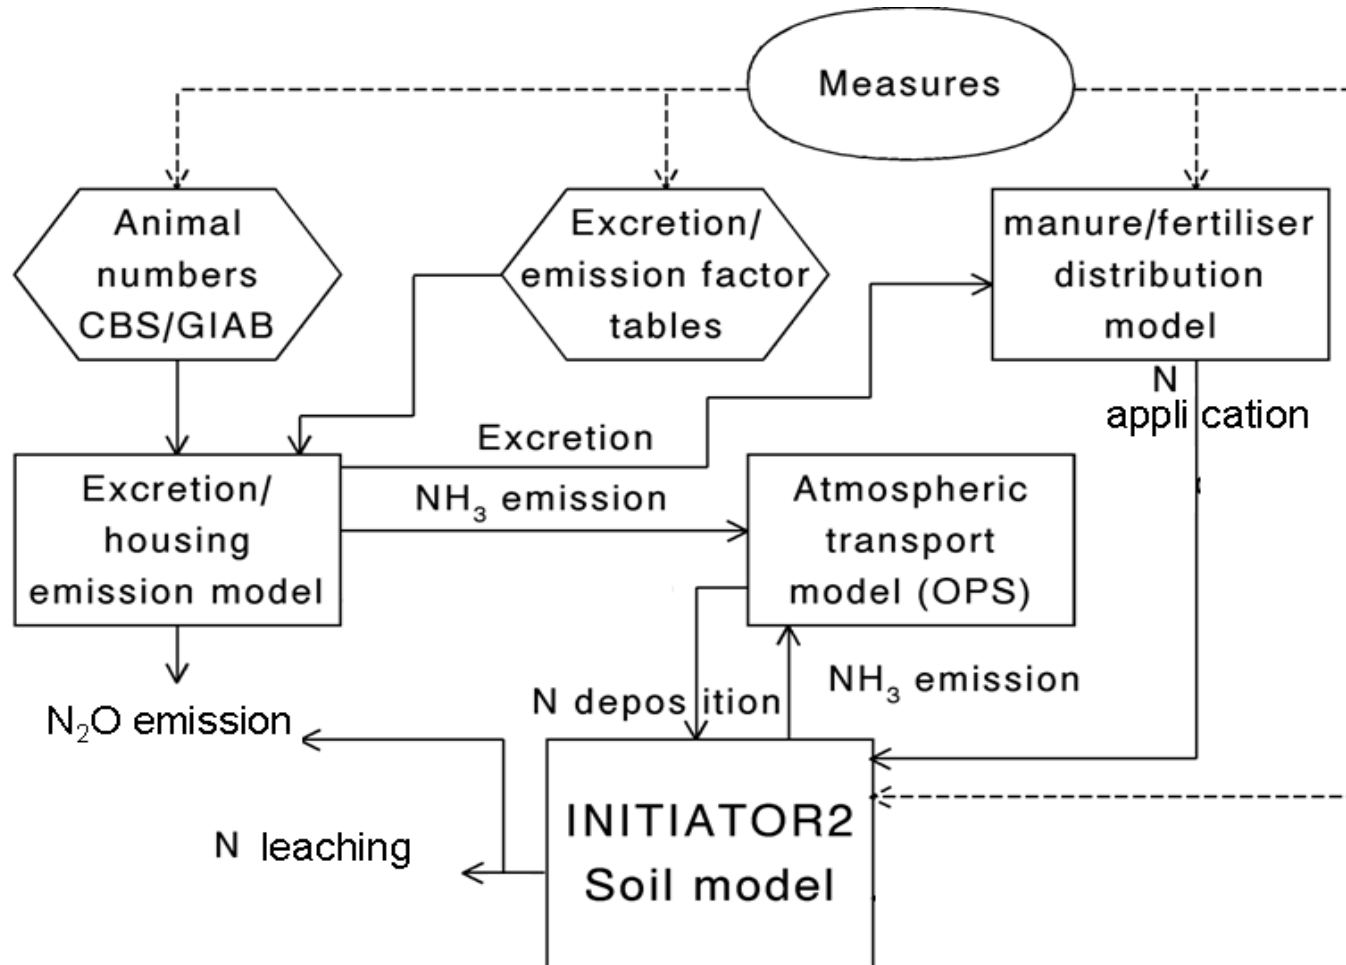 Measures
Animal
numbers
CBS/GIAB
Excretion/
emission factor
tables
manure/fertiliser
distribution
model
N
application
Excretion
NH₃ emission
Excretion/
housing
emission model
Atmospheric
transport
model (OPS)
N deposition
NH₃ emission
N₂O emission
INITIATOR2
Soil model
N leaching